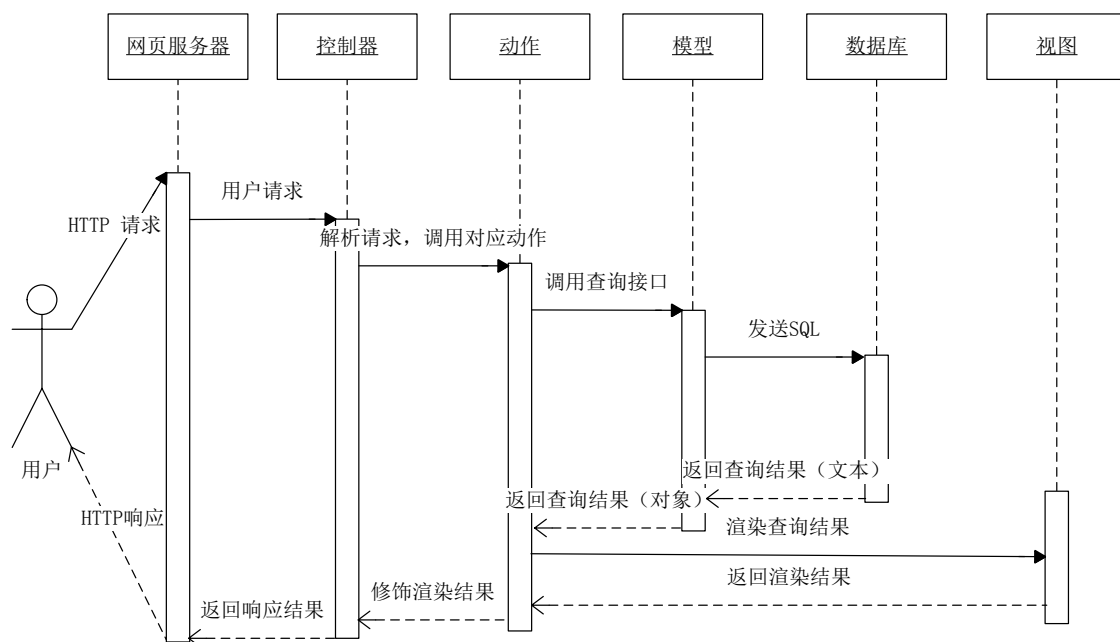 网页服务器
控制器
动作
模型
数据库
视图
用户请求
HTTP 请求
解析请求，调用对应动作
调用查询接口
发送SQL
用户
返回查询结果（文本）
返回查询结果（对象）
HTTP响应
渲染查询结果
返回渲染结果
修饰渲染结果
返回响应结果